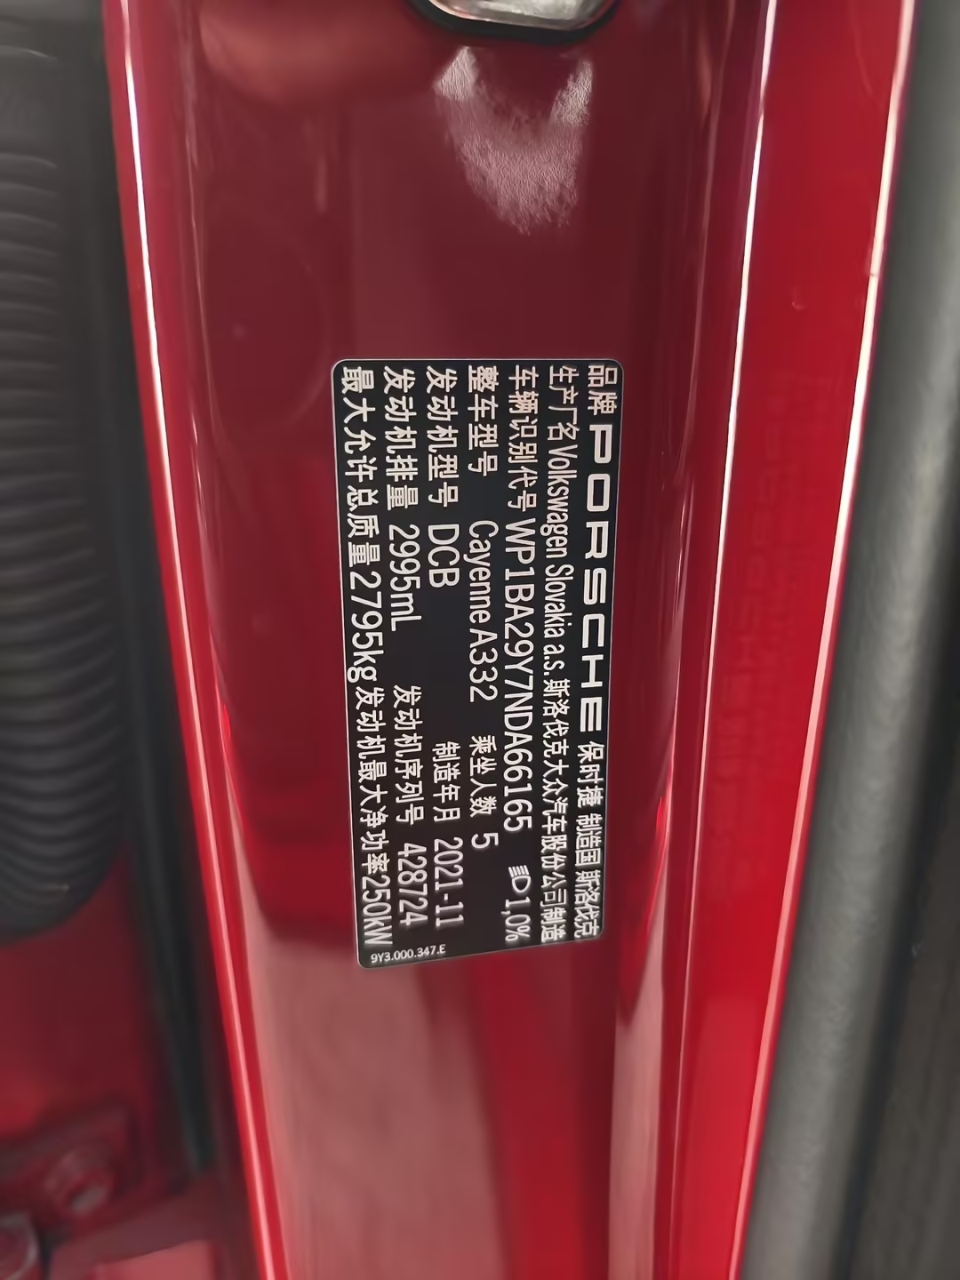 品牌 PORSCHE 保时捷 制造国 斯洛伐克
生产厂名 Volkswagen Slovakia a.s. 斯洛伐克大众汽车股份公司制造
车辆识别代号 WP1BA29Y7NDA66165 1,0%
整车型号 Cayenne A332 乘坐人数 5
发动机型号 DCB 制造年月 2021-11
发动机排量 2995mL 发动机序列号 428724
最大允许总质量 2795kg 发动机最大净功率250kW
9Y3.000.347.E